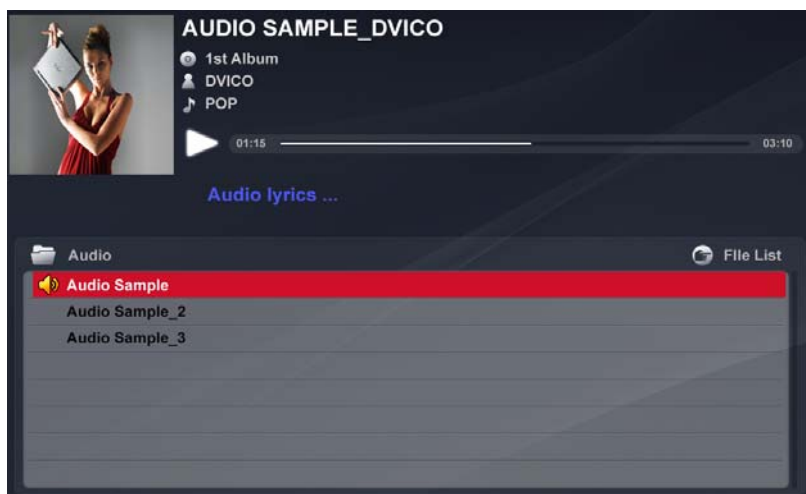 AUDIO SAMPLE_DVICO
1st Album
DVICO
POP
01:15 03:10
Audio lyrics ...
Audio FIle List
Audio Sample
Audio Sample_2
Audio Sample_3